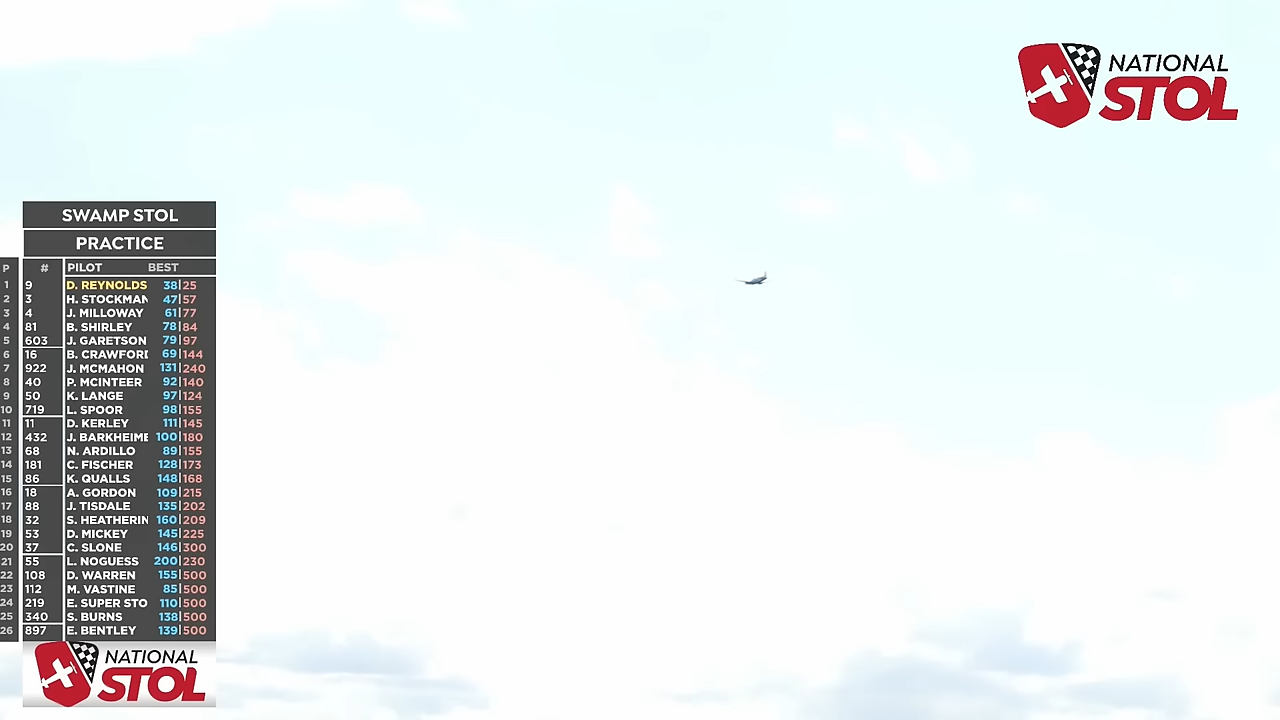 NATIONAL
STOL
SWAMP STOL
PRACTICE
P # PILOT BEST
1 9 D. REYNOLDS 38|25
2 3 H. STOCKMAN 47|57
3 4 J. MILLOWAY 61|77
4 81 B. SHIRLEY 78|84
5 603 J. GARETSON 79|97
6 16 B. CRAWFORD 69|144
7 922 J. MCMAHON 131|240
8 40 P. MCINTEER 92|140
9 50 K. LANGE 97|124
10 719 L. SPOOR 98|155
11 11 D. KERLEY 111|145
12 432 J. BARKHEIME 100|180
13 68 N. ARDILLO 89|155
14 181 C. FISCHER 128|173
15 86 K. QUALLS 148|168
16 18 A. GORDON 109|215
17 88 J. TISDALE 135|202
18 32 S. HEATHERIN 160|209
19 53 D. MICKEY 145|225
20 37 C. SLONE 146|300
21 55 L. NOGUESS 200|230
22 108 D. WARREN 155|500
23 112 M. VASTINE 85|500
24 219 E. SUPER STO 110|500
25 340 S. BURNS 138|500
26 897 E. BENTLEY 139|500
NATIONAL
STOL